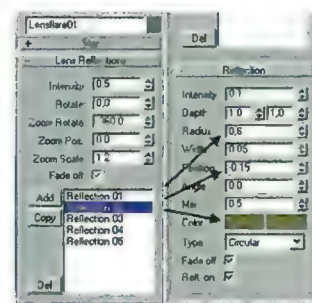 Lensflare01
+
Lens Reflections
Intensity 0.5
Rotate 0.0
Zoom Rotate 360.0
Zoom Pos. 0.0
Zoom Scale 1.2
Fade off
Add
Copy
Del
Reflection 01
Reflection 03
Reflection 04
Reflection 05
Del
Reflection
Intensity 0.1
Depth 1.0 1.0
Radius 0.6
Width 0.05
Position -0.15
Angle 0.0
Mix 0.5
Color
Type Circular
Fade off
Refl. on